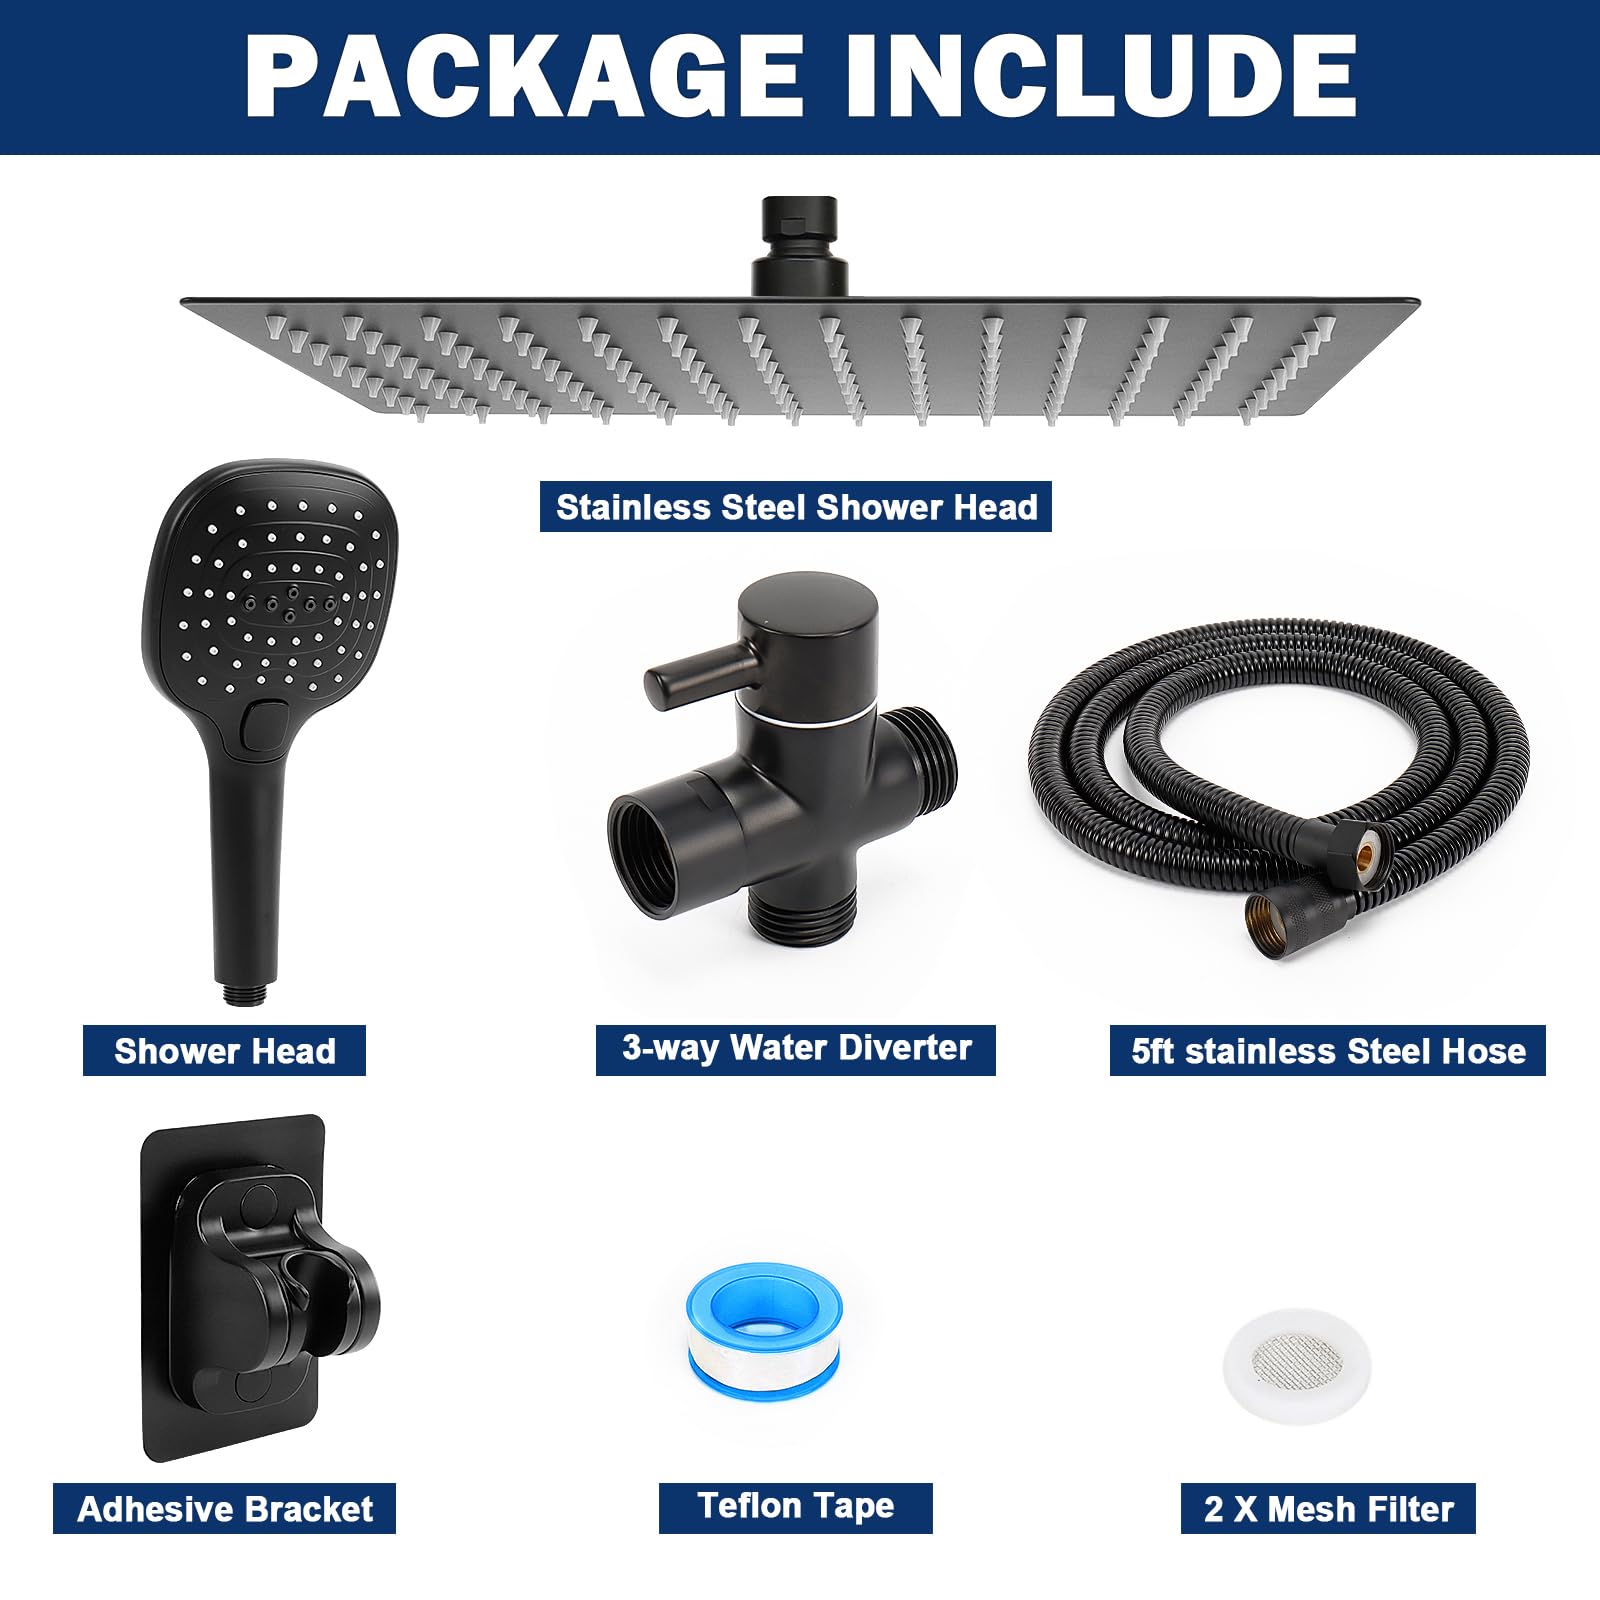 PACKAGE INCLUDE
Stainless Steel Shower Head
Shower Head
3-way Water Diverter
5ft stainless Steel Hose
Adhesive Bracket
Teflon Tape
2 X Mesh Filter